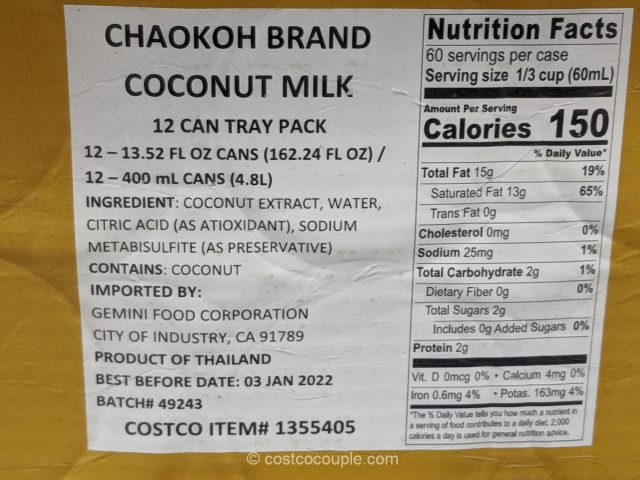 CHAOKOH BRAND
COCONUT MILK
12 CAN TRAY PACK
12 – 13.52 FL OZ CANS (162.24 FL OZ) /
12 – 400 mL CANS (4.8L)
INGREDIENT: COCONUT EXTRACT, WATER,
CITRIC ACID (AS ATIOXIDANT), SODIUM
METABISULFITE (AS PRESERVATIVE)
CONTAINS: COCONUT
IMPORTED BY:
GEMINI FOOD CORPORATION
CITY OF INDUSTRY, CA 91789
PRODUCT OF THAILAND
BEST BEFORE DATE: 03 JAN 2022
BATCH# 49243
COSTCO ITEM# 1355405
Nutrition Facts
60 servings per case
Serving size 1/3 cup (60mL)
Amount Per Serving
Calories 150
% Daily Value*
Total Fat 15g 19%
Saturated Fat 13g 65%
Trans Fat 0g
Cholesterol 0mg 0%
Sodium 25mg 1%
Total Carbohydrate 2g 1%
Dietary Fiber 0g 0%
Total Sugars 2g
Includes 0g Added Sugars 0%
Protein 2g
Vit. D 0mcg 0% • Calcium 4mg 0%
Iron 0.6mg 4% • Potas. 163mg 4%
*The % Daily Value tells you how much a nutrient in
a serving of food contributes to a daily diet. 2,000
calories a day is used for general nutrition advice.
© costcocouple.com